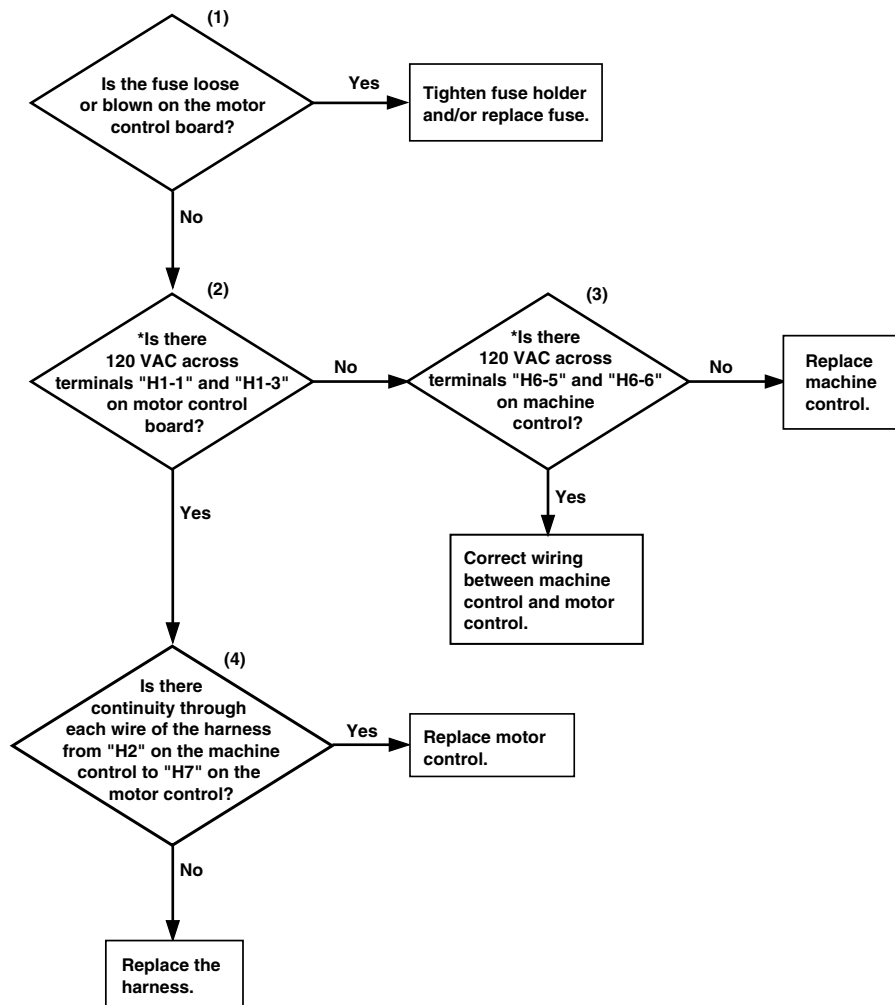 (1)
Is the fuse loose
or blown on the motor
control board?
Yes
Tighten fuse holder
and/or replace fuse.
No
(2)
*Is there
120 VAC across
terminals "H1-1" and "H1-3"
on motor control
board?
No
(3)
*Is there
120 VAC across
terminals "H6-5" and "H6-6"
on machine
control?
No
Replace
machine
control.
Yes
Yes
Correct wiring
between machine
control and motor
control.
(4)
Is there
continuity through
each wire of the harness
from "H2" on the machine
control to "H7" on the
motor control?
Yes
Replace motor
control.
No
Replace the
harness.